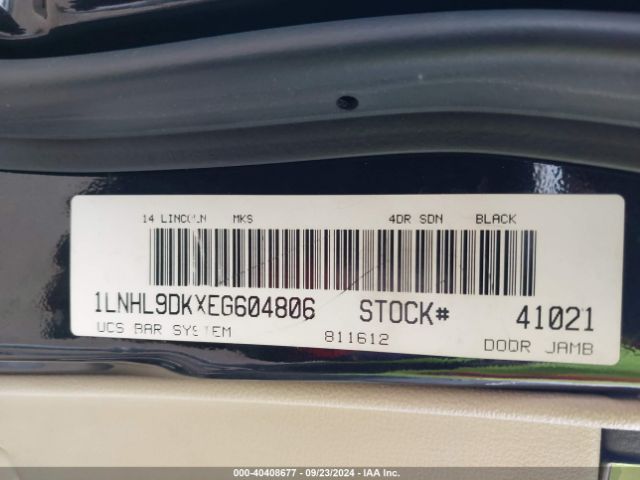 14 LINCOLN MKS 4DR SDN BLACK
1LNHL9DKXEG604806 STOCK# 41021
UCS BAR SYSTEM 811612 DOOR JAMB
000-40408677 - 09/23/2024 - IAA Inc.